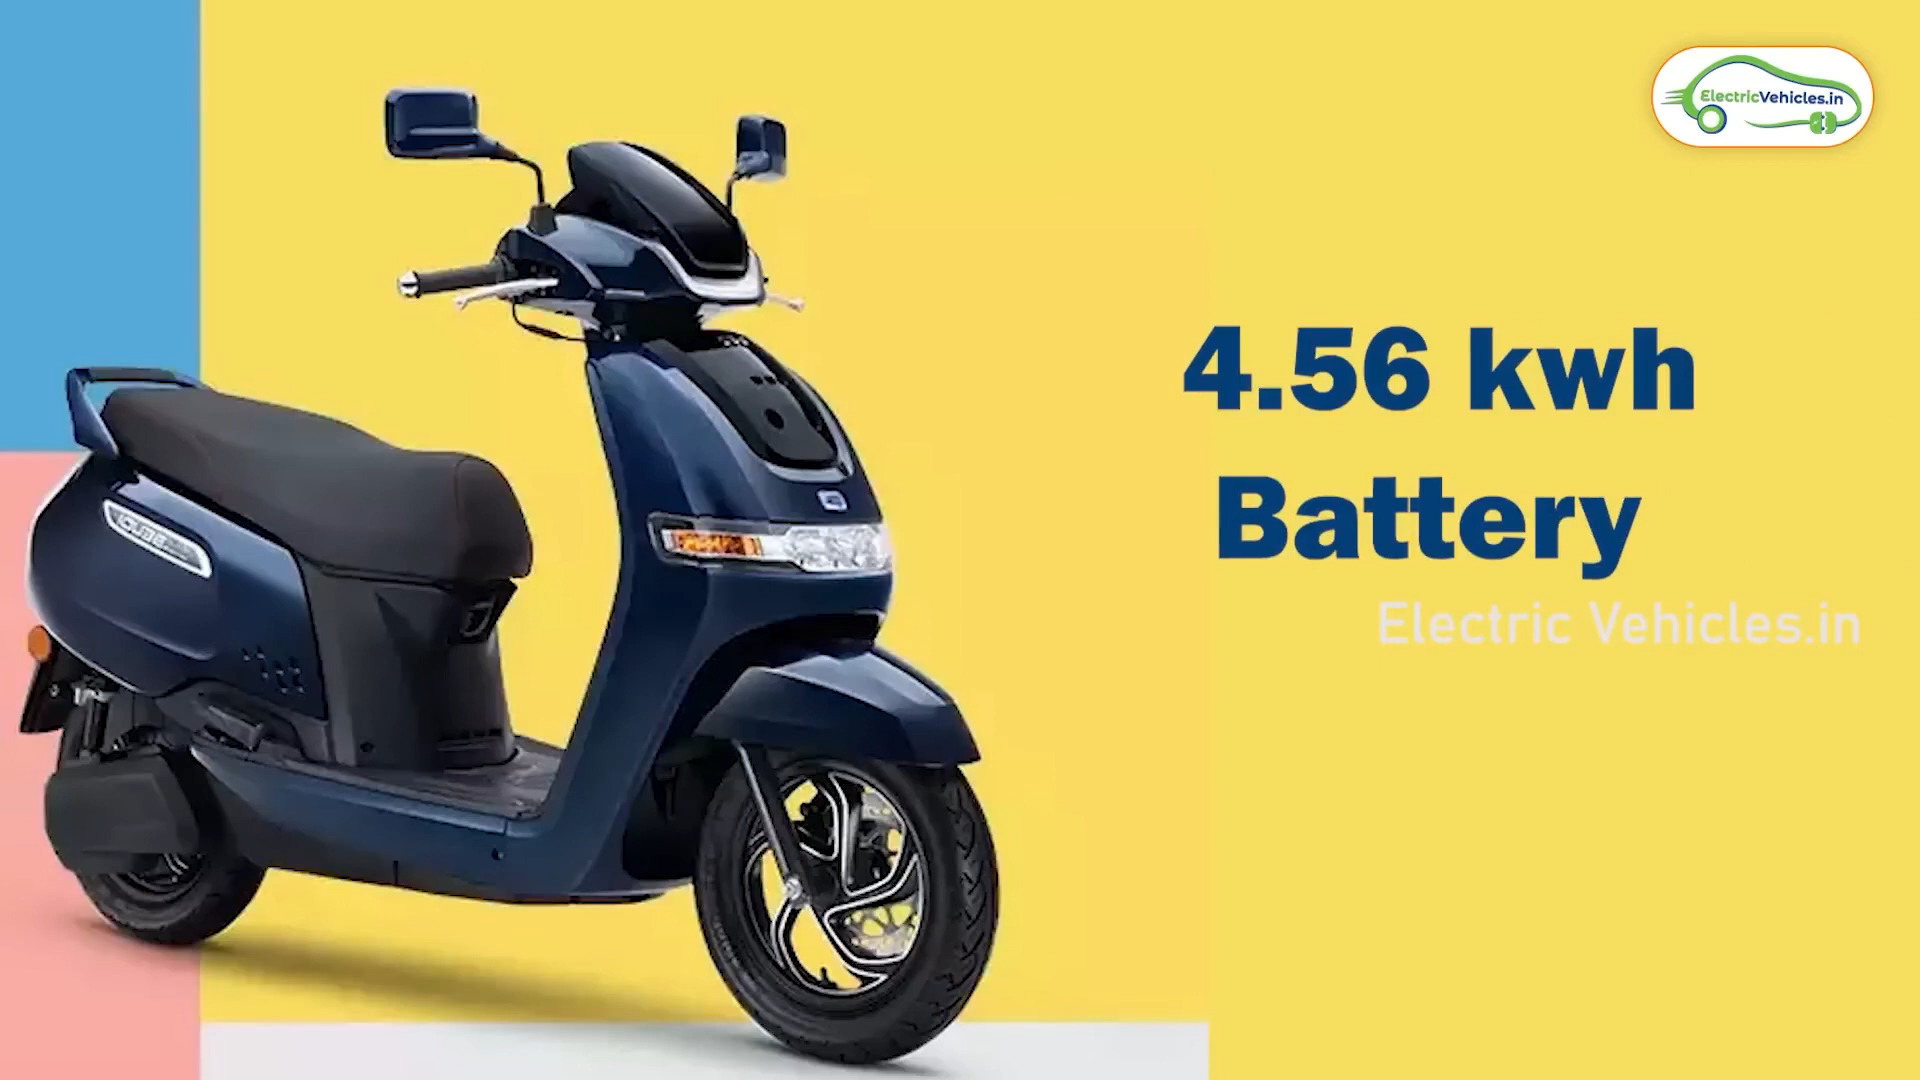 ElectricVehicles.in
4.56 kwh
Battery
Electric Vehicles.in